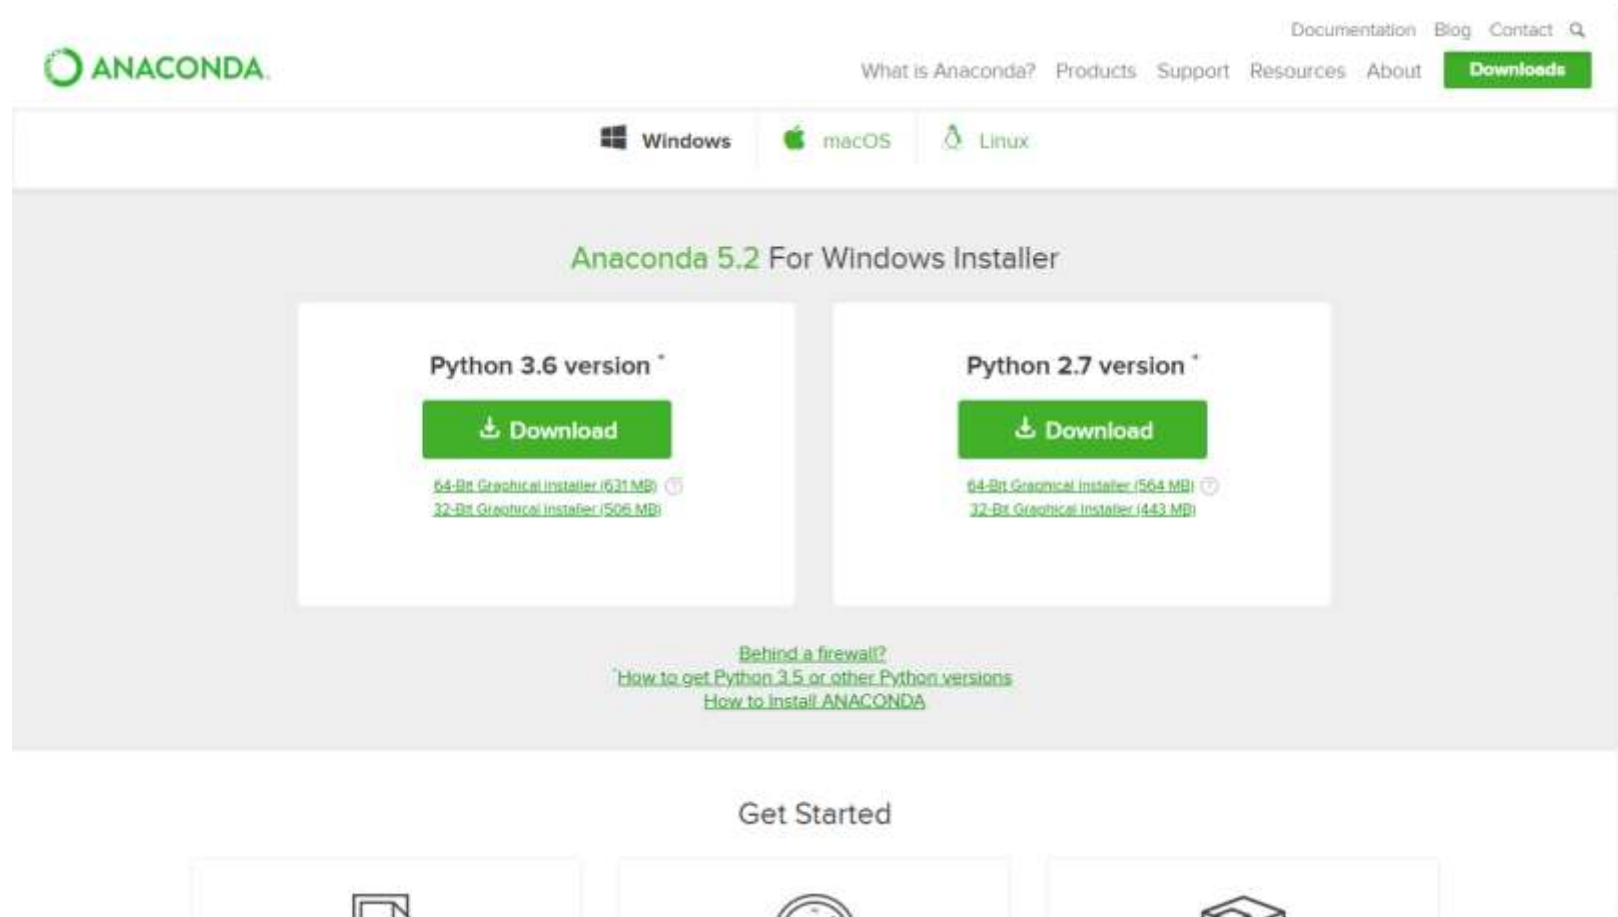 Documentation Blog Contact
ANACONDA.
What is Anaconda? Products Support Resources About Downloads
Windows macOS Linux
Anaconda 5.2 For Windows Installer
Python 3.6 version *
Download
64-Bit Graphical Installer (631 MB) ?
32-Bit Graphical Installer (506 MB)
Python 2.7 version *
Download
64-Bit Graphical Installer (564 MB) ?
32-Bit Graphical Installer (443 MB)
Behind a firewall?
*How to get Python 3.5 or other Python versions
How to Install ANACONDA
Get Started